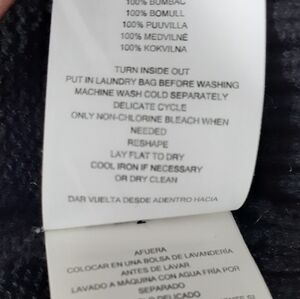 100% BUMBAC
100% BOMULL
100% PUUVILLA
100% MEDVILNĖ
100% KOKVILNA
TURN INSIDE OUT
PUT IN LAUNDRY BAG BEFORE WASHING
MACHINE WASH COLD SEPARATELY
DELICATE CYCLE
ONLY NON-CHLORINE BLEACH WHEN
NEEDED
RESHAPE
LAY FLAT TO DRY
COOL IRON IF NECESSARY
OR DRY CLEAN
DAR VUELTA DESDE ADENTRO HACIA
AFUERA
COLOCAR EN UNA BOLSA DE LAVANDERÍA
ANTES DE LAVAR
LAVADO A MÁQUINA CON AGUA FRÍA POR
SEPARADO
DELICADO